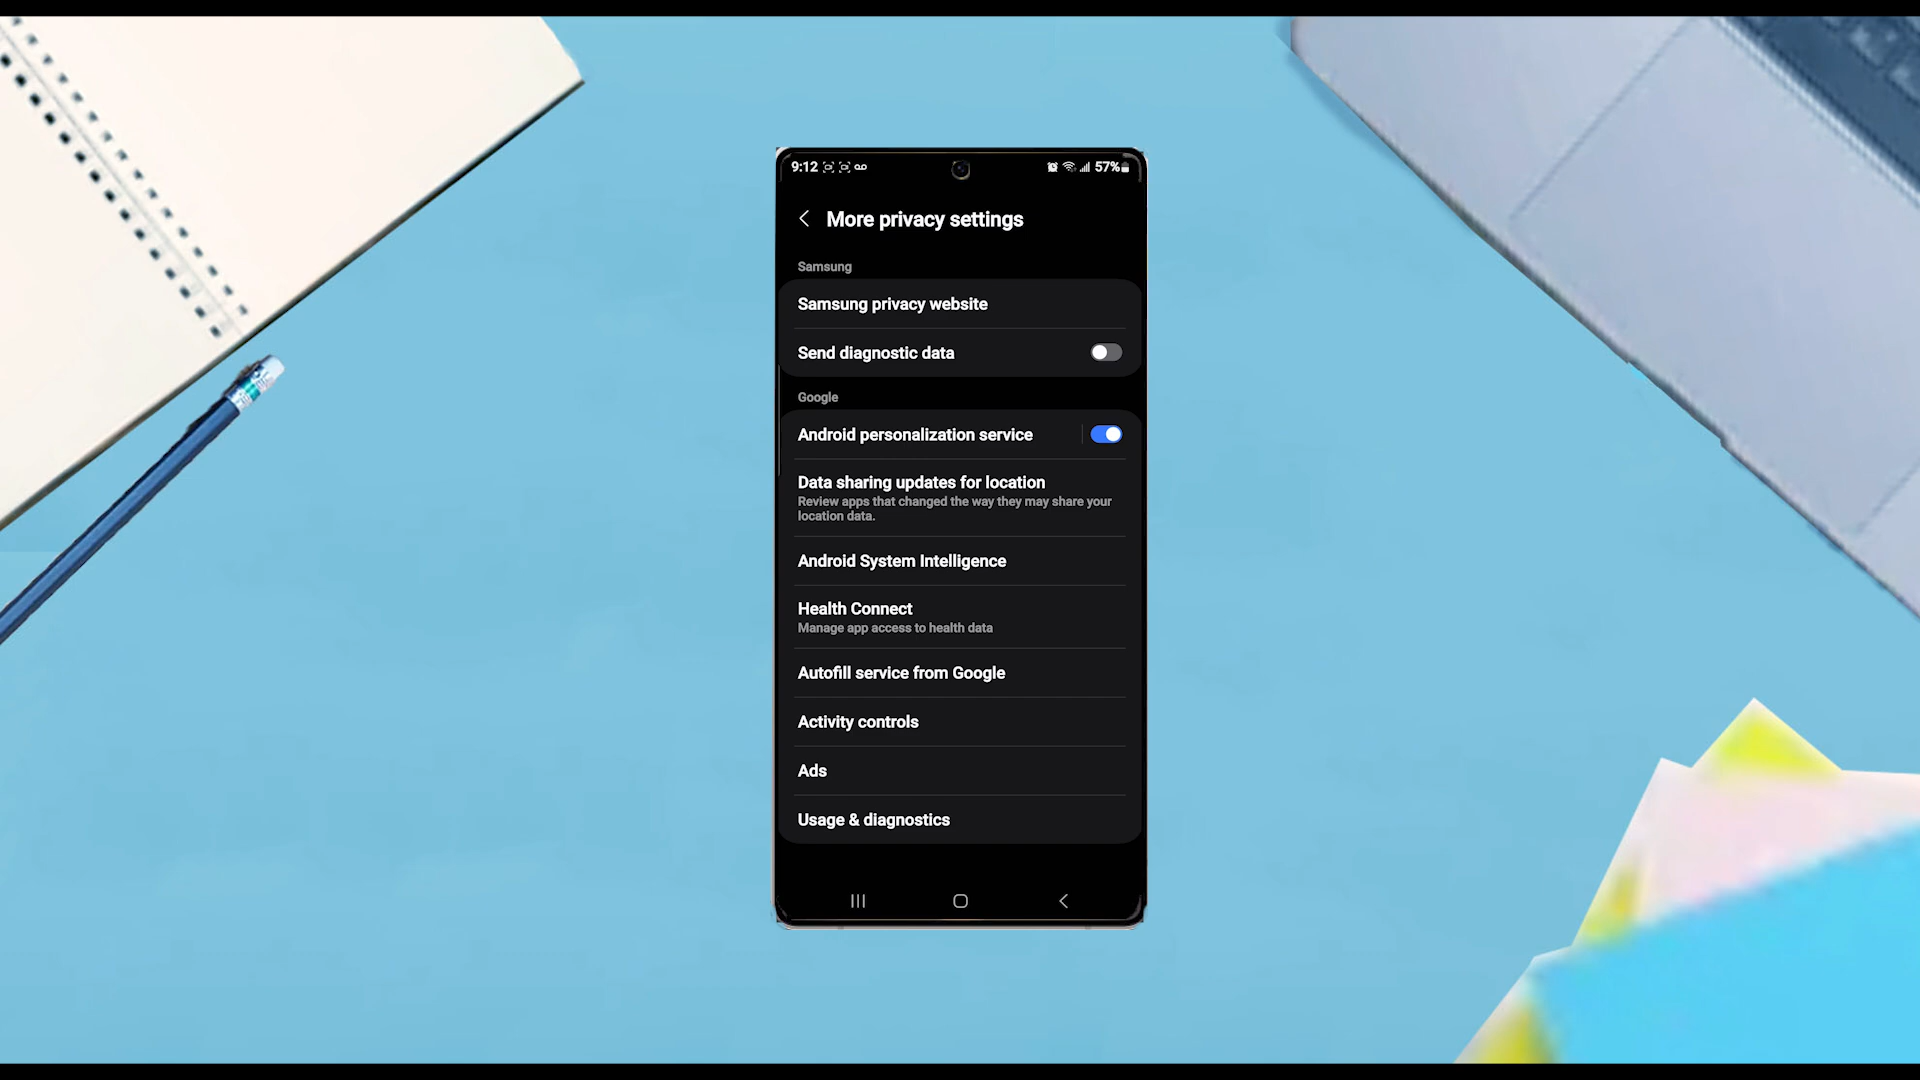 9:12
57%
More privacy settings
Samsung
Samsung privacy website
Send diagnostic data
Google
Android personalization service
Data sharing updates for location
Review apps that changed the way they may share your
location data.
Android System Intelligence
Health Connect
Manage app access to health data
Autofill service from Google
Activity controls
Ads
Usage & diagnostics